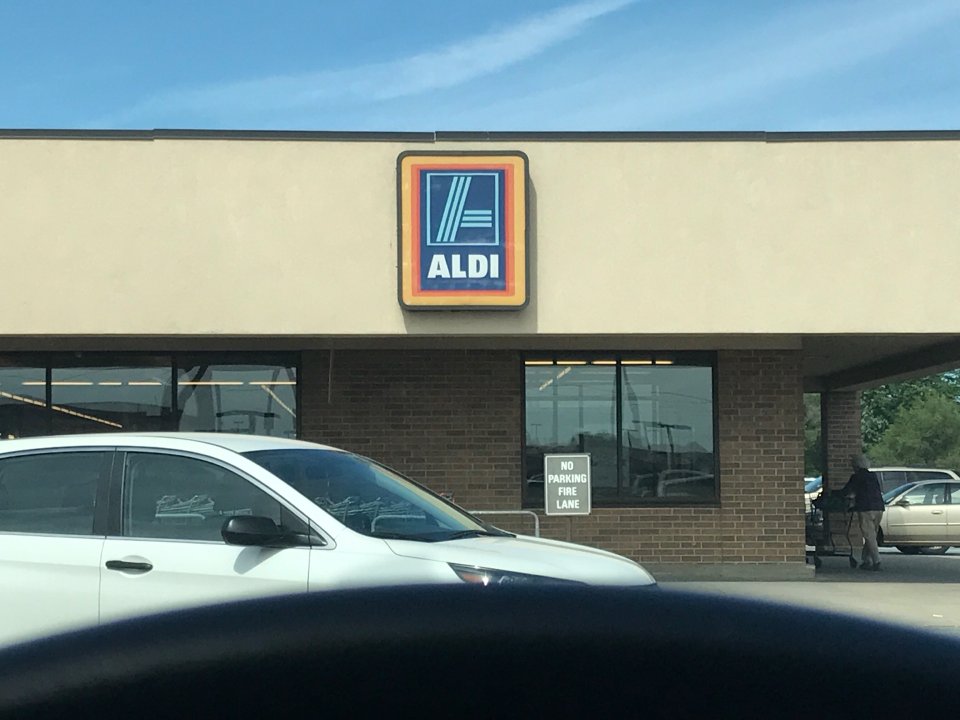 ALDI
NO
PARKING
FIRE
LANE